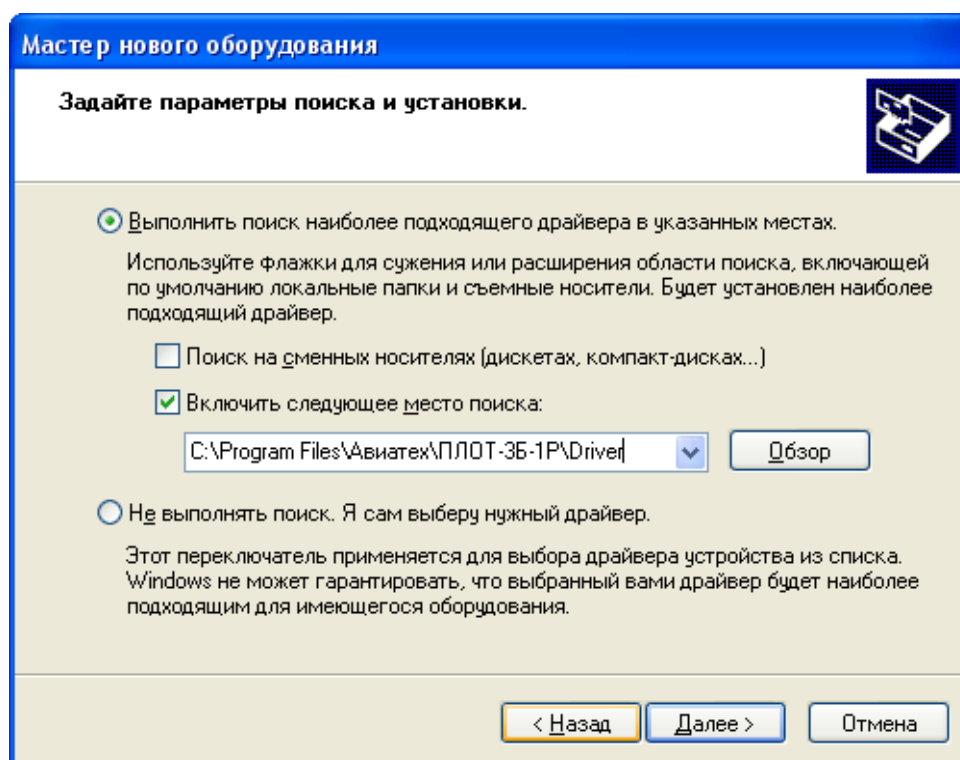 Мастер нового оборудования
Задайте параметры поиска и установки.
Выполнить поиск наиболее подходящего драйвера в указанных местах.
Используйте флажки для сужения или расширения области поиска, включающей
по умолчанию локальные папки и съемные носители. Будет установлен наиболее
подходящий драйвер.
Поиск на сменных носителях (дискетах, компакт-дисках...)
Включить следующее место поиска:
C:\Program Files\Авиатех\ПЛОТ-3Б-1Р\Driver
Обзор
Не выполнять поиск. Я сам выберу нужный драйвер.
Этот переключатель применяется для выбора драйвера устройства из списка.
Windows не может гарантировать, что выбранный вами драйвер будет наиболее
подходящим для имеющегося оборудования.
< Назад Далее > Отмена